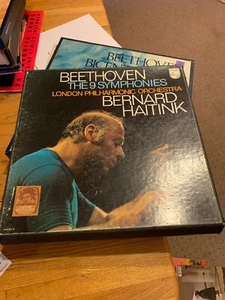 BEETHOVEN
BEETHOVEN
THE 9 SYMPHONIES
LONDON PHILHARMONIC ORCHESTRA
BERNARD
HAITINK